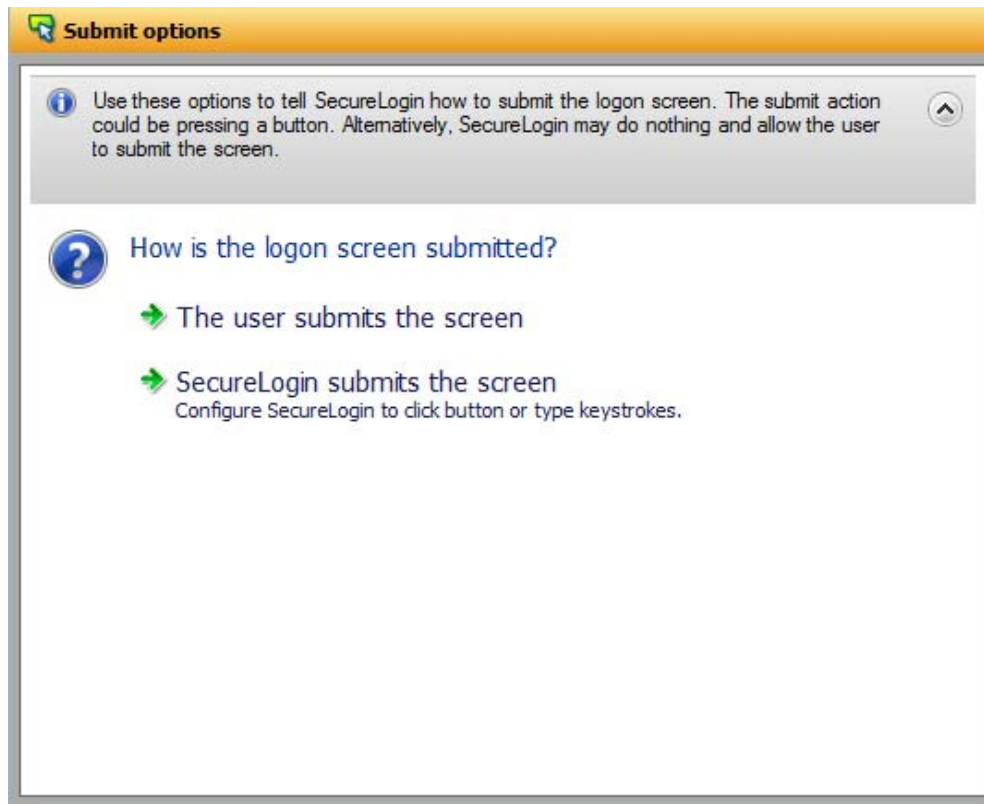 Submit options
Use these options to tell SecureLogin how to submit the logon screen. The submit action
could be pressing a button. Alternatively, SecureLogin may do nothing and allow the user
to submit the screen.
How is the logon screen submitted?
The user submits the screen
SecureLogin submits the screen
Configure SecureLogin to click button or type keystrokes.